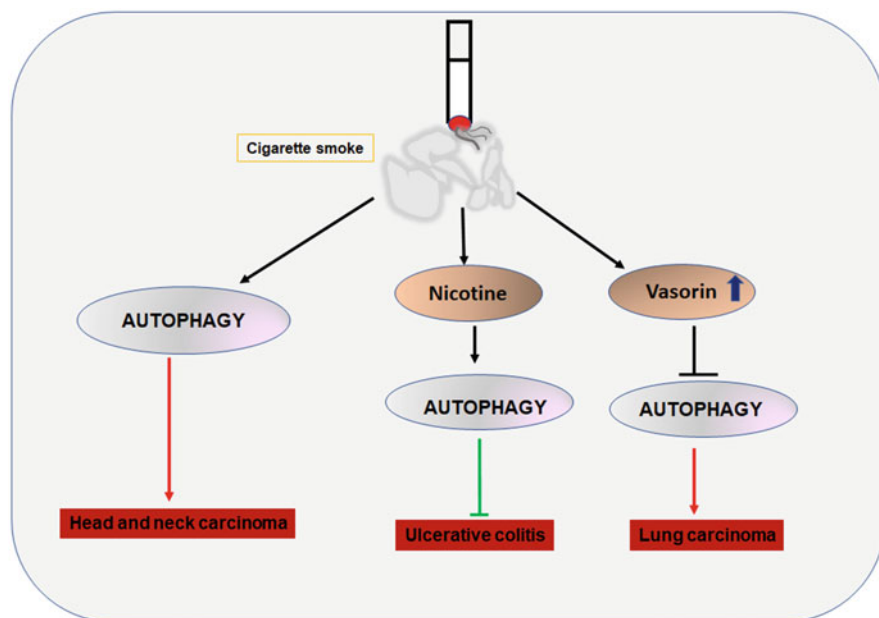 Cigarette smoke
Nicotine
Vasorin
AUTOPHAGY
AUTOPHAGY
AUTOPHAGY
Head and neck carcinoma
Ulcerative colitis
Lung carcinoma